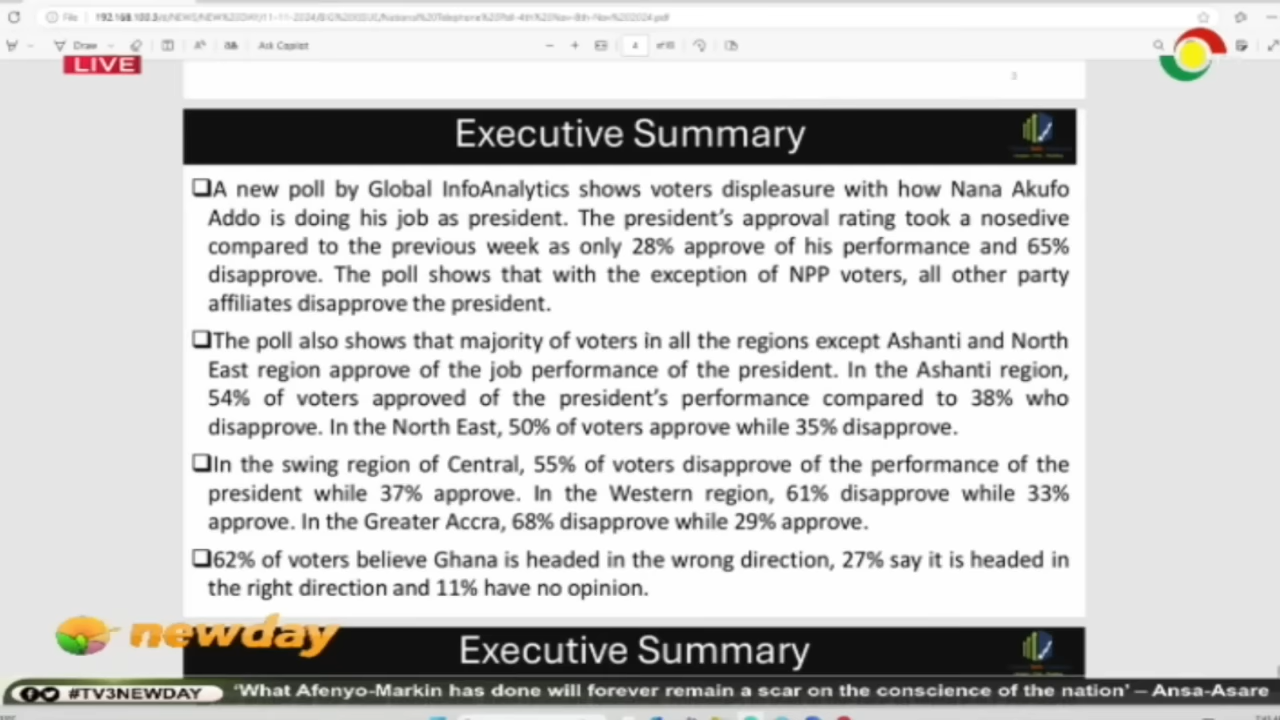 File
192.168.100.3
Draw
Ask Copilot
4
LIVE
3
Executive Summary
❑A new poll by Global InfoAnalytics shows voters displeasure with how Nana Akufo
Addo is doing his job as president. The president’s approval rating took a nosedive
compared to the previous week as only 28% approve of his performance and 65%
disapprove. The poll shows that with the exception of NPP voters, all other party
affiliates disapprove the president.
❑The poll also shows that majority of voters in all the regions except Ashanti and North
East region approve of the job performance of the president. In the Ashanti region,
54% of voters approved of the president’s performance compared to 38% who
disapprove. In the North East, 50% of voters approve while 35% disapprove.
❑In the swing region of Central, 55% of voters disapprove of the performance of the
president while 37% approve. In the Western region, 61% disapprove while 33%
approve. In the Greater Accra, 68% disapprove while 29% approve.
❑62% of voters believe Ghana is headed in the wrong direction, 27% say it is headed in
the right direction and 11% have no opinion.
newday
Executive Summary
#TV3NEWDAY
‘What Afenyo-Markin has done will forever remain a scar on the conscience of the nation’ – Ansa-Asare